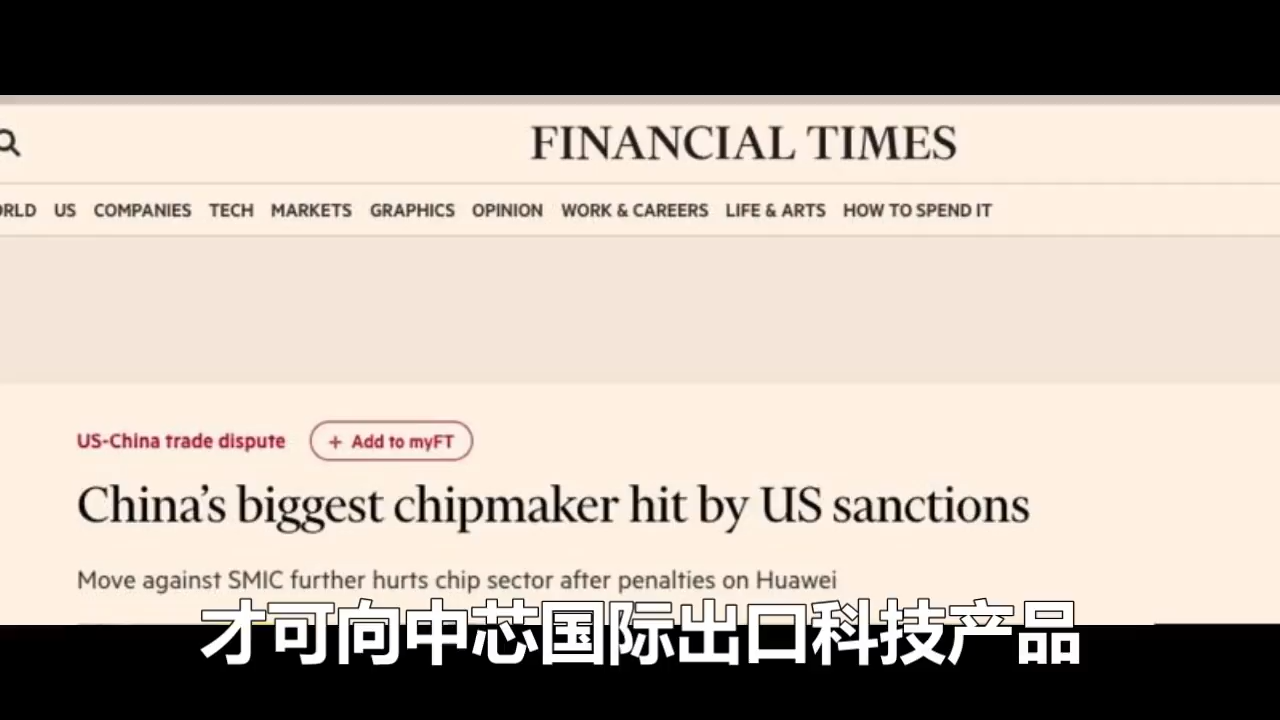 FINANCIAL TIMES
US COMPANIES TECH MARKETS GRAPHICS OPINION WORK & CAREERS LIFE & ARTS HOW TO SPEND IT
US-China trade dispute + Add to myFT
China's biggest chipmaker hit by US sanctions
Move against SMIC further hurts chip sector after penalties on Huawei
才可向中芯国际出口科技产品